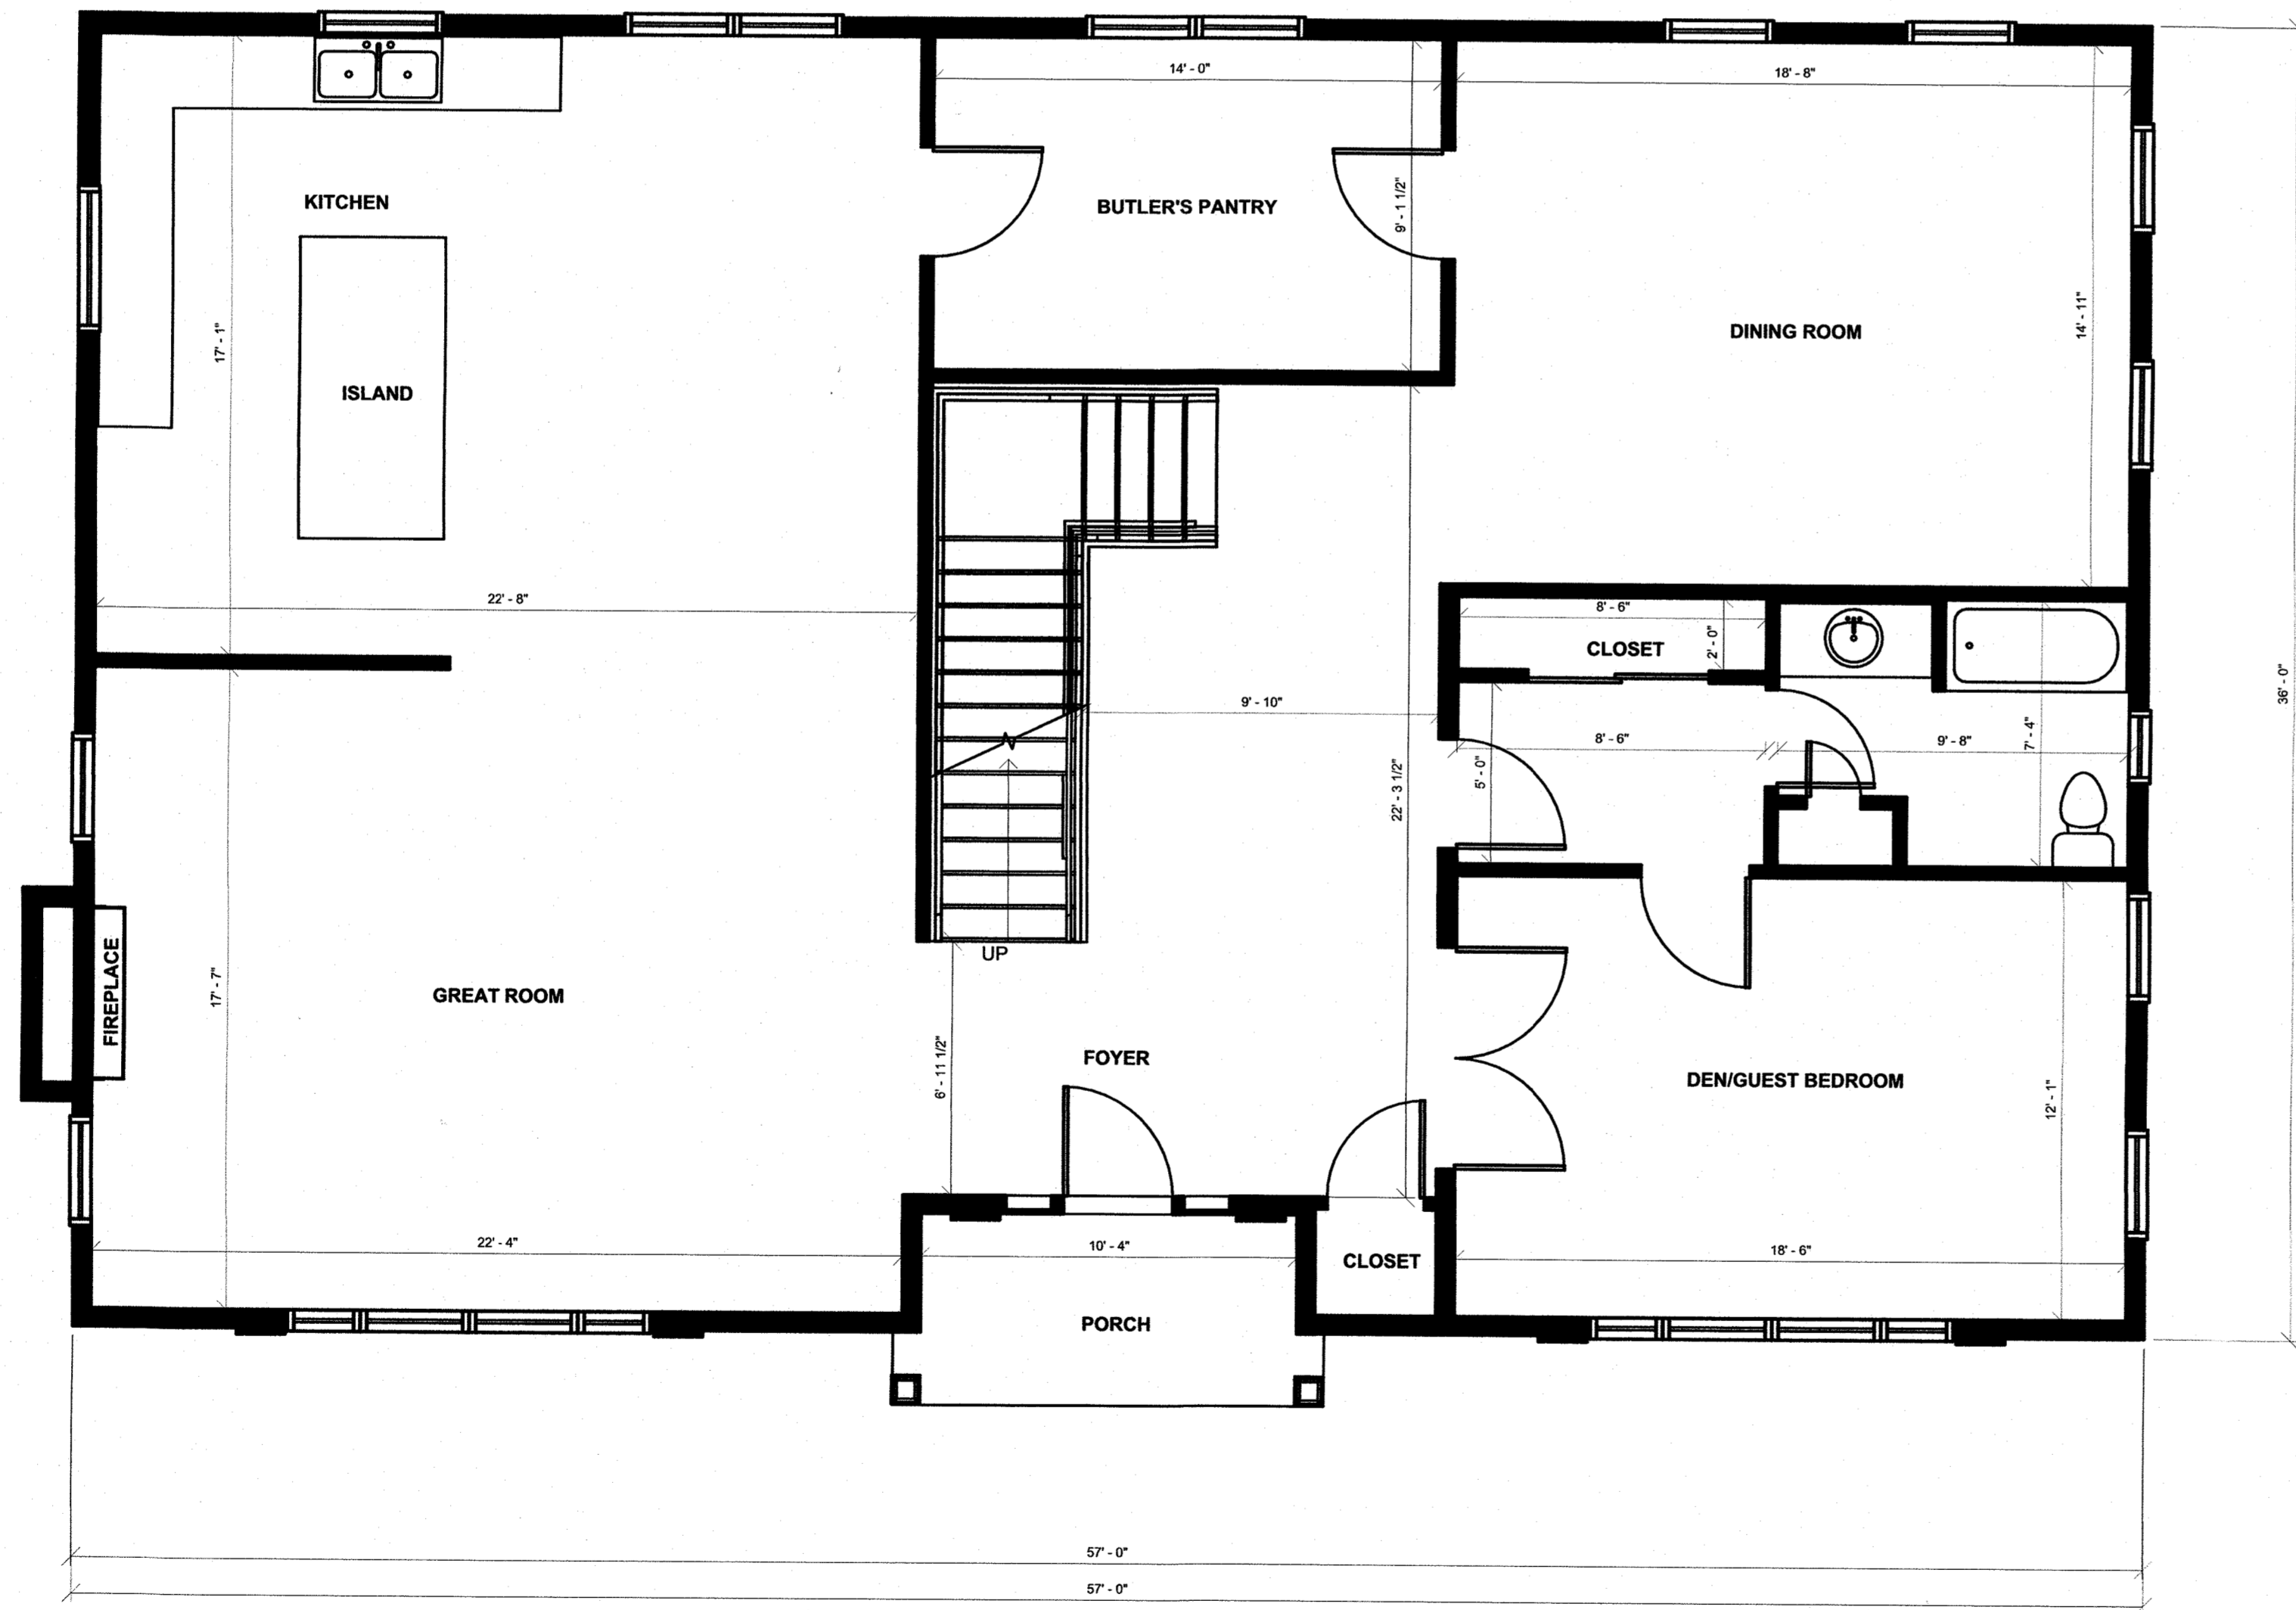 14' - 0"
18' - 8"
KITCHEN
BUTLER'S PANTRY
9' - 1 1/2"
17' - 1"
DINING ROOM
14' - 11"
ISLAND
22' - 8"
8' - 6"
CLOSET
2' - 0"
36' - 0"
9' - 10"
8' - 6"
9' - 8"
7' - 4"
5' - 0"
22' - 3 1/2"
UP
FIREPLACE
17' - 7"
GREAT ROOM
6' - 11 1/2"
FOYER
DEN/GUEST BEDROOM
12' - 1"
22' - 4"
10' - 4"
CLOSET
18' - 6"
PORCH
57' - 0"
57' - 0"